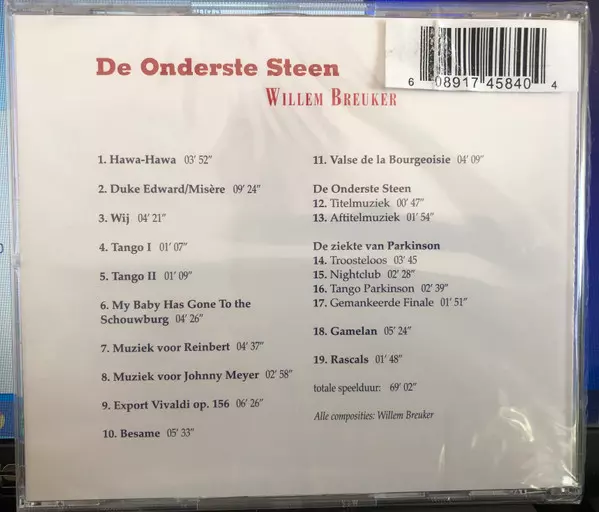 De Onderste Steen
WILLEM BREUKER
6 08917 45840 4
1. Hawa-Hawa 03' 52"
2. Duke Edward/Misère 09' 24"
3. Wij 04' 21"
4. Tango I 01' 07"
5. Tango II 01' 09"
6. My Baby Has Gone To the
Schouwburg 04' 26"
7. Muziek voor Reinbert 04' 37"
8. Muziek voor Johnny Meyer 02' 58"
9. Export Vivaldi op. 156 06' 26"
10. Besame 05' 33"
11. Valse de la Bourgeoisie 04' 09"
De Onderste Steen
12. Titelmuziek 00' 47"
13. Aftitelmuziek 01' 54"
De ziekte van Parkinson
14. Troosteloos 03' 45
15. Nightclub 02' 28"
16. Tango Parkinson 02' 39"
17. Gemankeerde Finale 01' 51"
18. Gamelan 05' 24"
19. Rascals 01' 48"
totale speelduur: 69' 02"
Alle composities: Willem Breuker